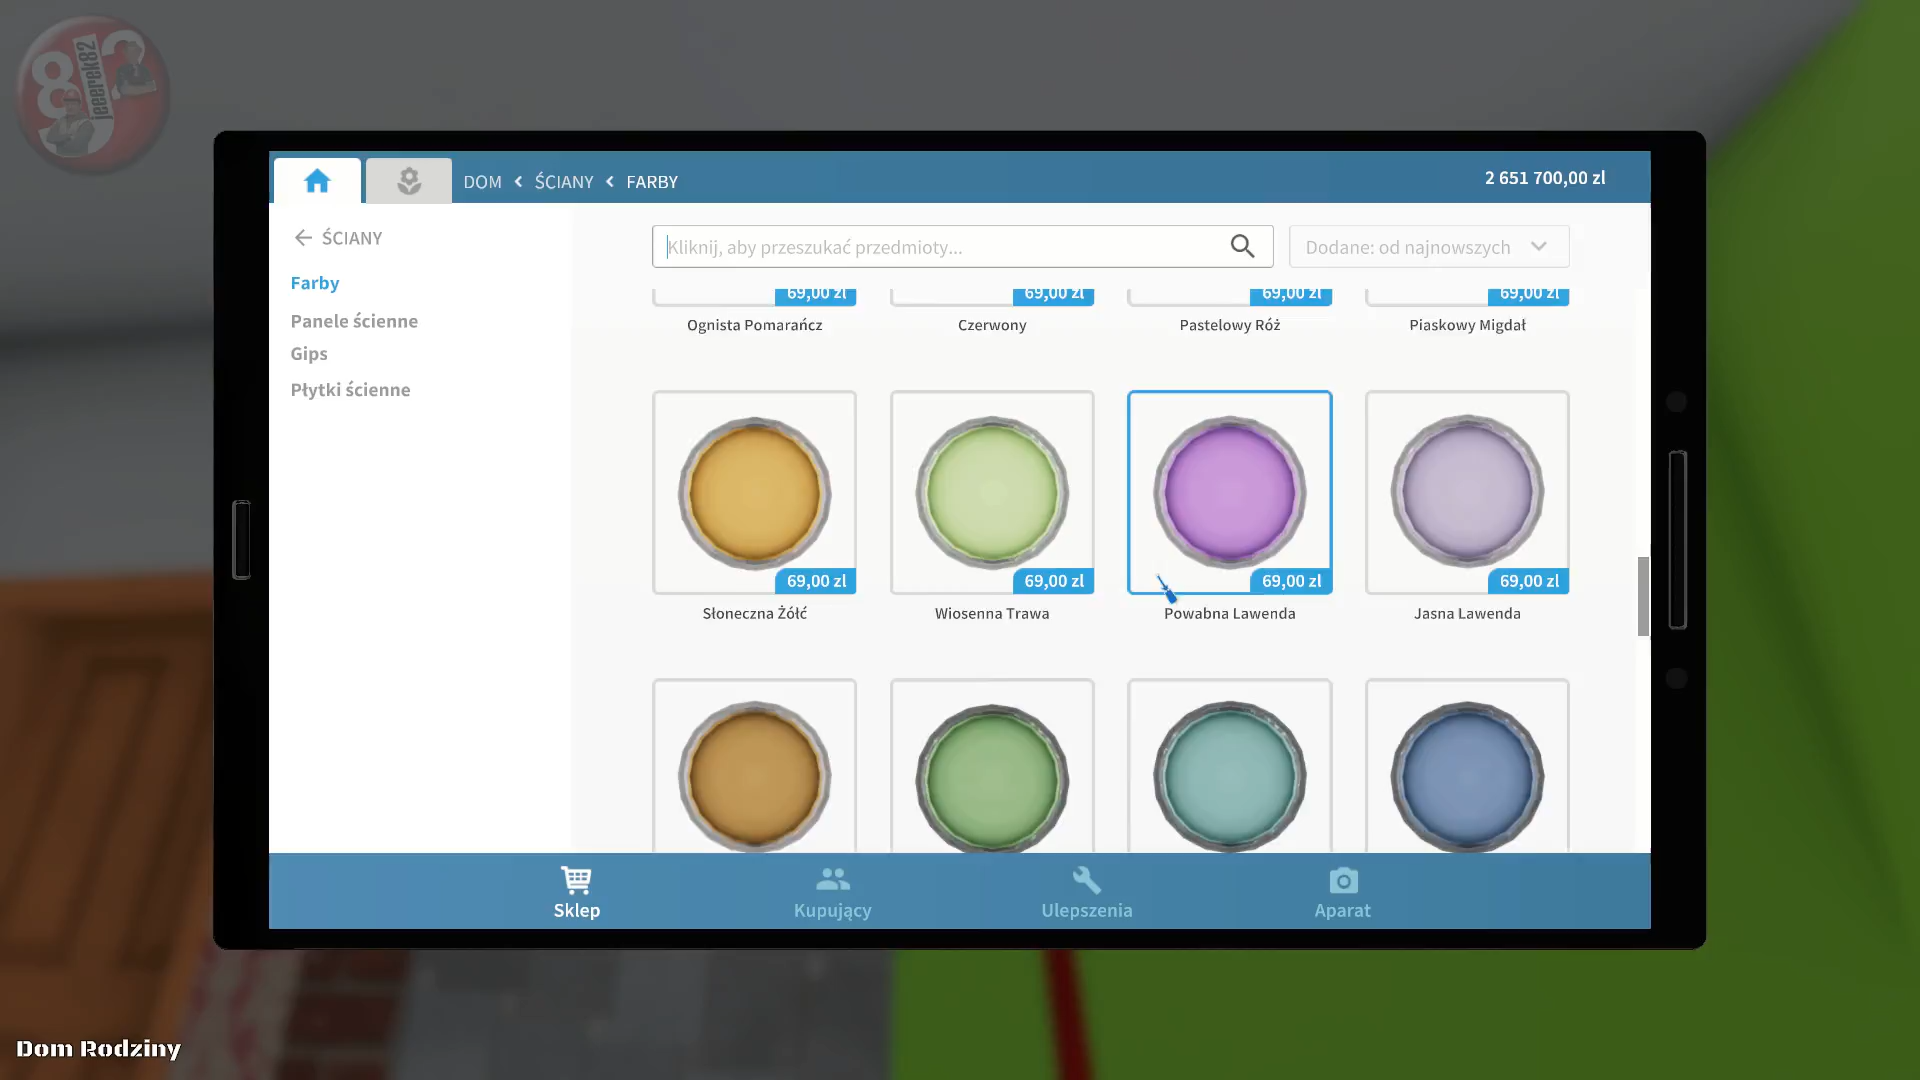 82
jeeerek82
DOM < ŚCIANY < FARBY
2 651 700,00 zl
ŚCIANY
Kliknij, aby przeszukać przedmioty...
Dodane: od najnowszych
Farby
Panele ścienne
Gips
Płytki ścienne
69,00 zl
69,00 zl
69,00 zl
69,00 zl
Ognista Pomarańcz
Czerwony
Pastelowy Róż
Piaskowy Migdał
69,00 zl
69,00 zl
69,00 zl
69,00 zl
Słoneczna Żółć
Wiosenna Trawa
Powabna Lawenda
Jasna Lawenda
Sklep
Kupujący
Ulepszenia
Aparat
Dom Rodziny